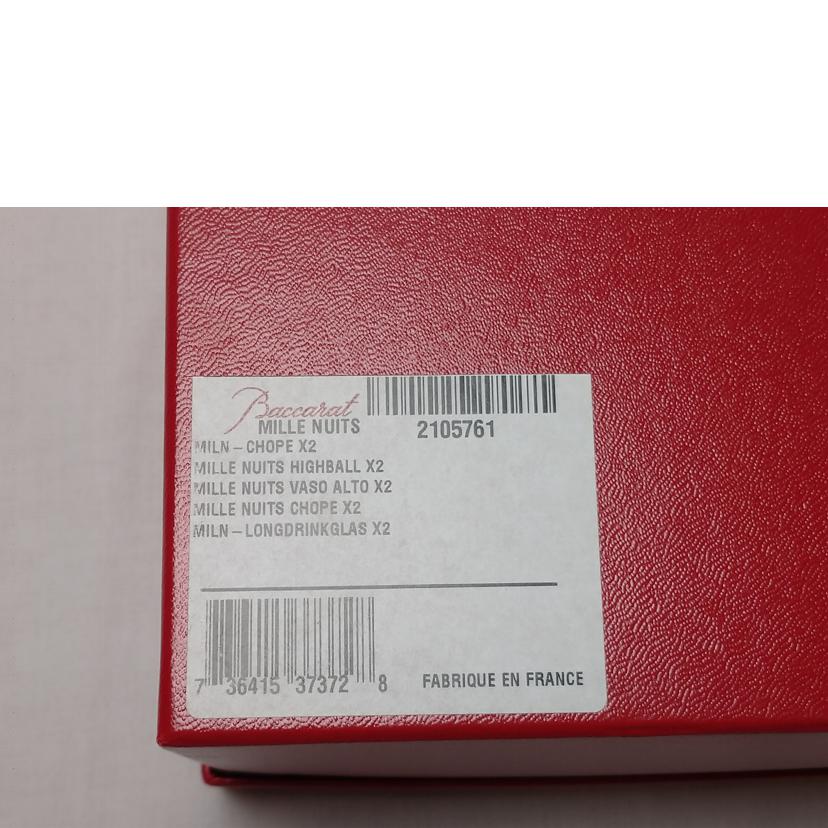 Baccarat
MILLE NUITS
2105761
MILN-CHOPE X2
MILLE NUITS HIGHBALL X2
MILLE NUITS VASO ALTO X2
MILLE NUITS CHOPE X2
MILN-LONGDRINKGLAS X2
7 36415 37372 8
FABRIQUE EN FRANCE